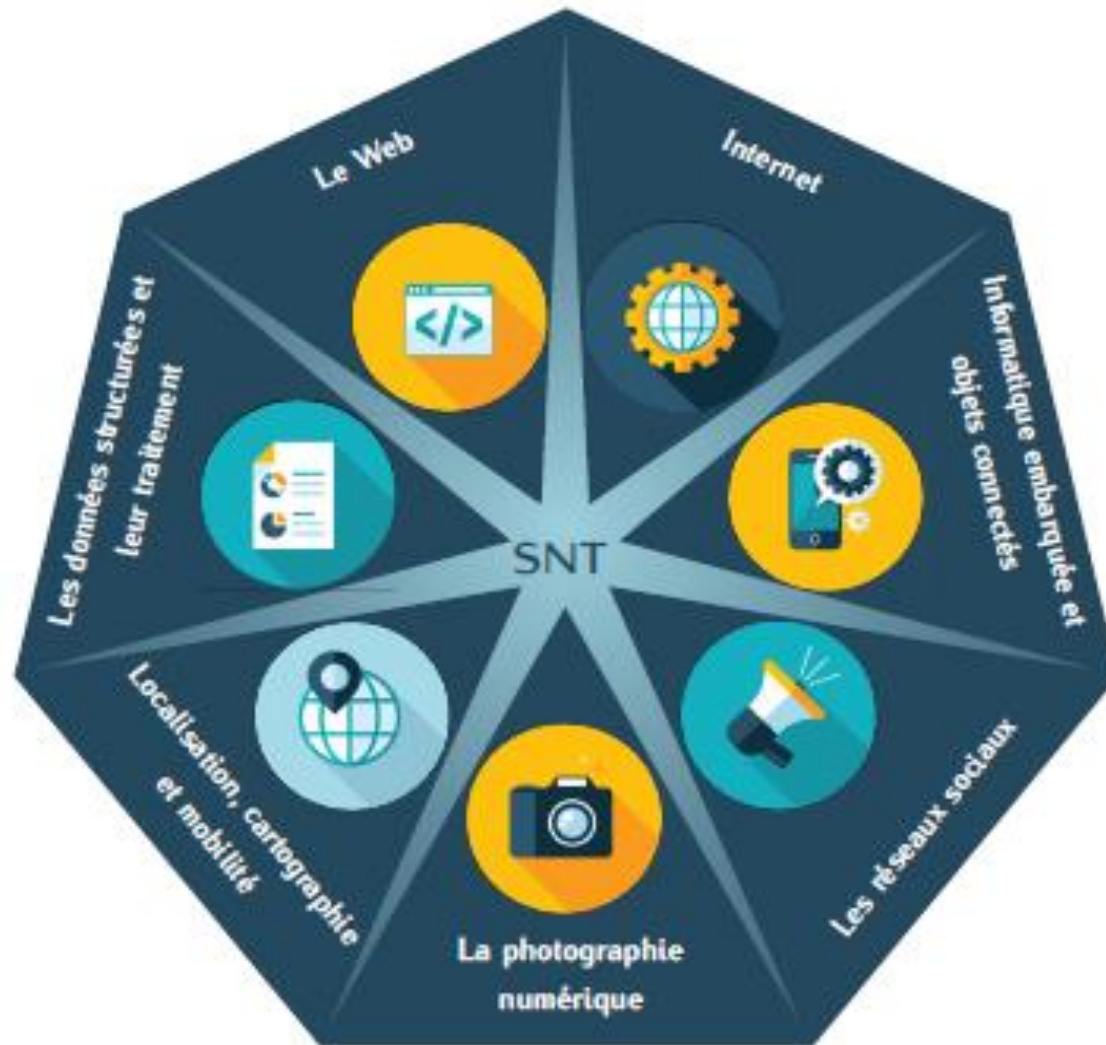 Le Web
Internet
Les données structurées et
leur traitement
Informatique embarquée et
objets connectés
SNT
Localisation, cartographie
et mobilité
Les réseaux sociaux
La photographie
numérique